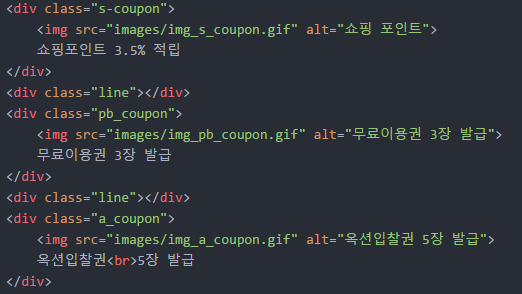 <div class="s-coupon">
<img src="images/img_s_coupon.gif" alt="쇼핑 포인트">
쇼핑포인트 3.5% 적립
</div>
<div class="line"></div>
<div class="pb_coupon">
<img src="images/img_pb_coupon.gif" alt="무료이용권 3장 발급">
무료이용권 3장 발급
</div>
<div class="line"></div>
<div class="a_coupon">
<img src="images/img_a_coupon.gif" alt="옥션입찰권 5장 발급">
옥션입찰권<br>5장 발급
</div>